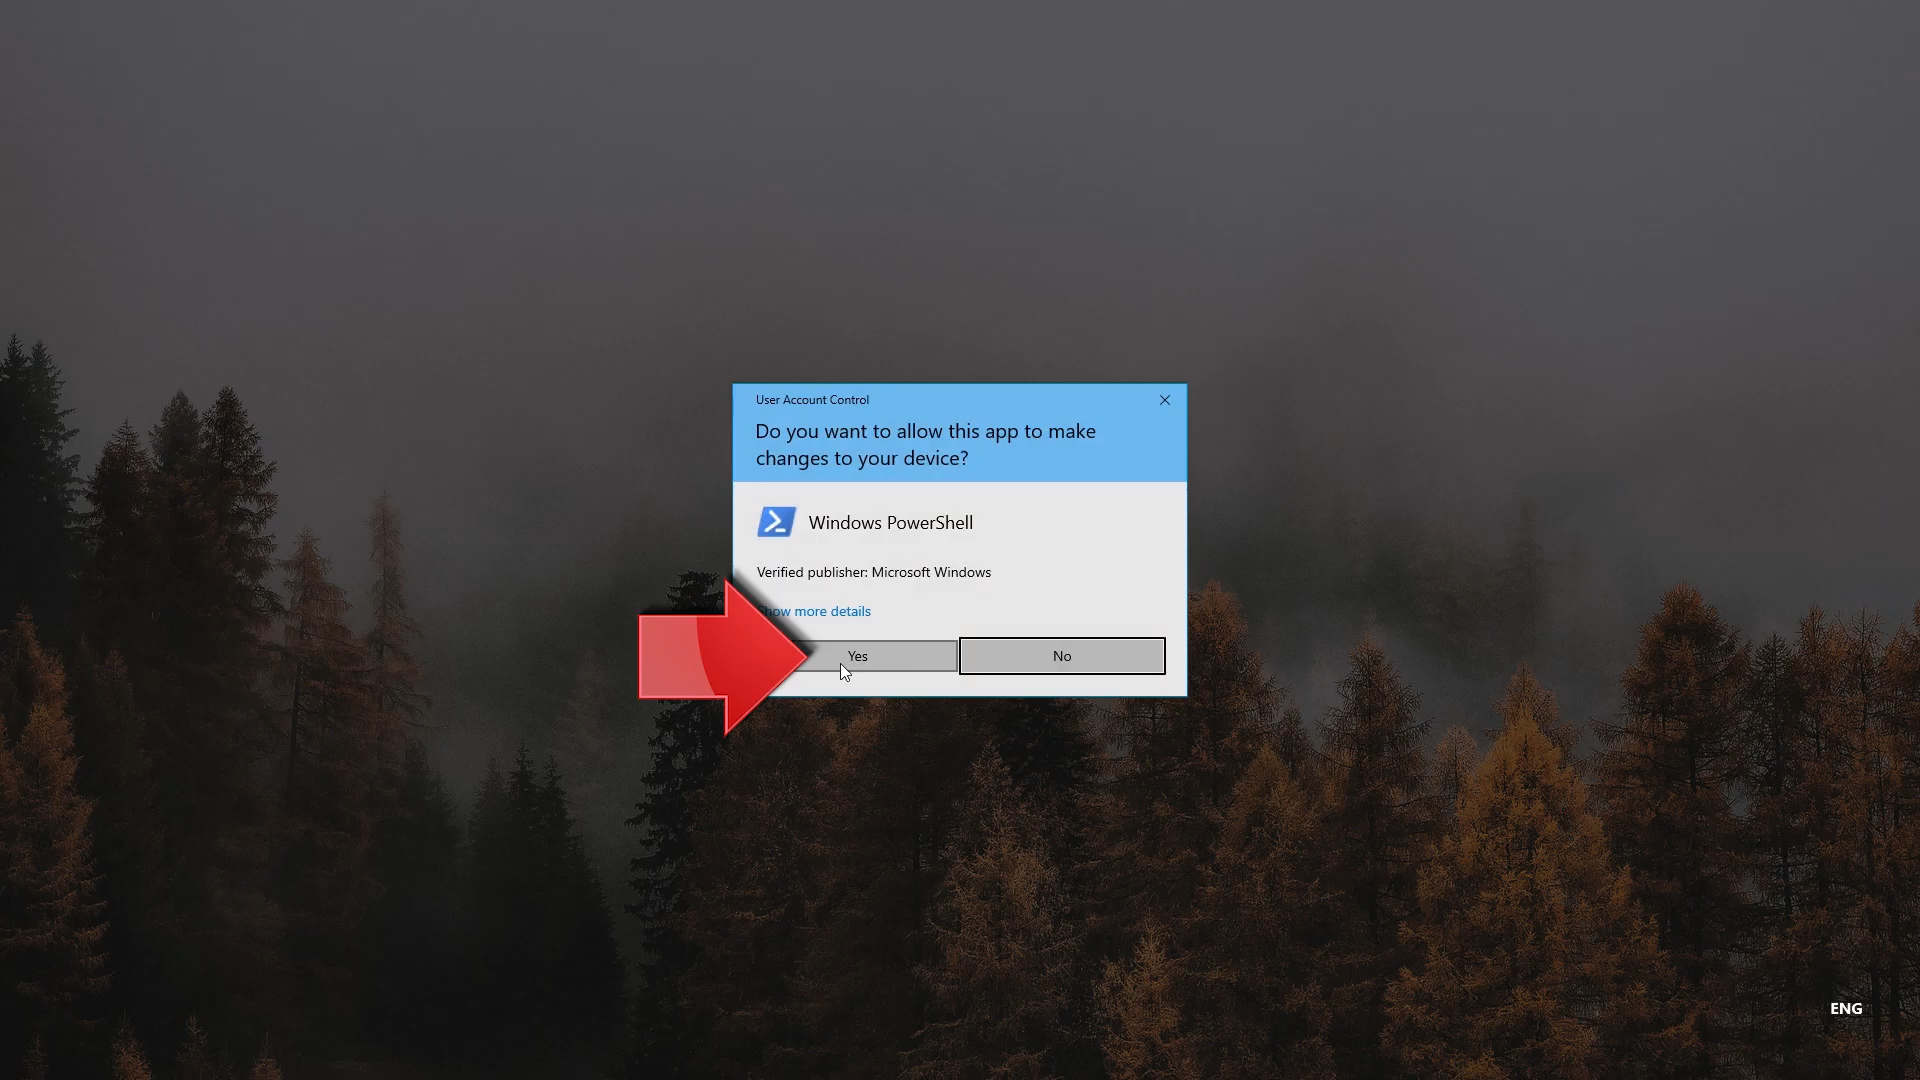 User Account Control
Do you want to allow this app to make
changes to your device?
Windows PowerShell
Verified publisher: Microsoft Windows
Show more details
Yes
No
ENG